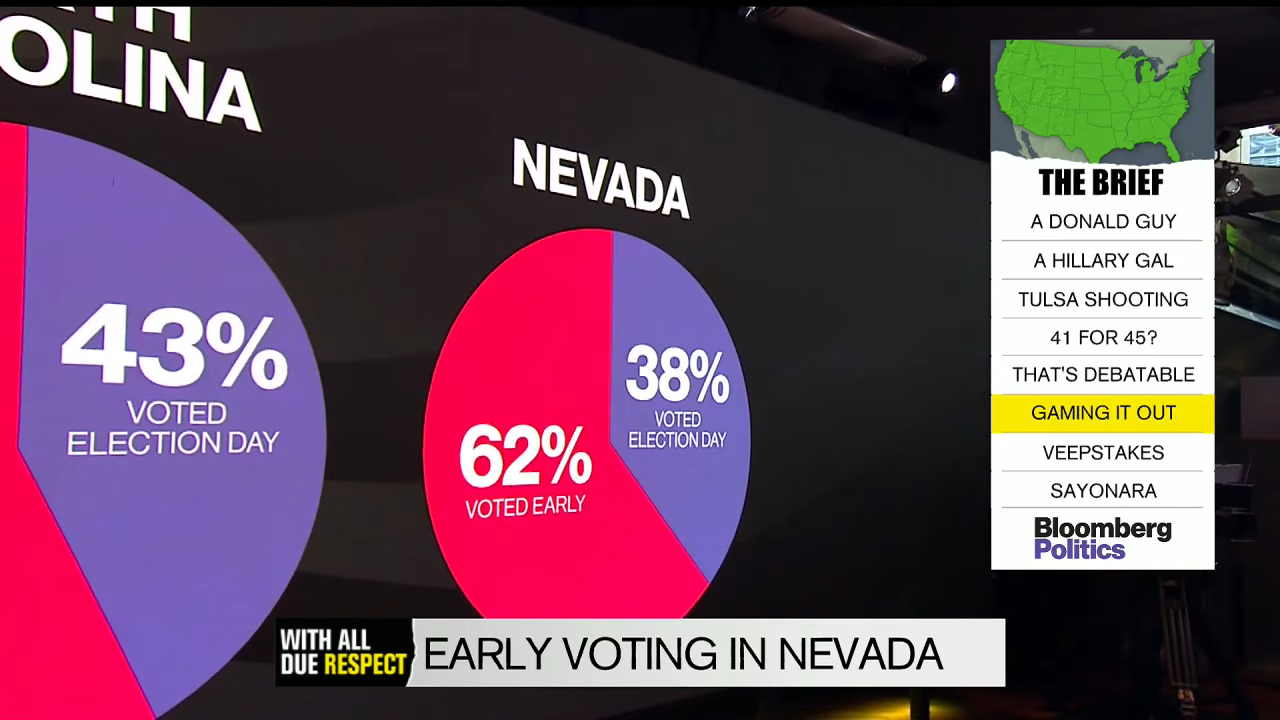 OLINA
43%
VOTED
ELECTION DAY
NEVADA
38%
VOTED
ELECTION DAY
62%
VOTED EARLY
THE BRIEF
A DONALD GUY
A HILLARY GAL
TULSA SHOOTING
41 FOR 45?
THAT'S DEBATABLE
GAMING IT OUT
VEEPSTAKES
SAYONARA
Bloomberg
Politics
WITH ALL
DUE RESPECT
EARLY VOTING IN NEVADA